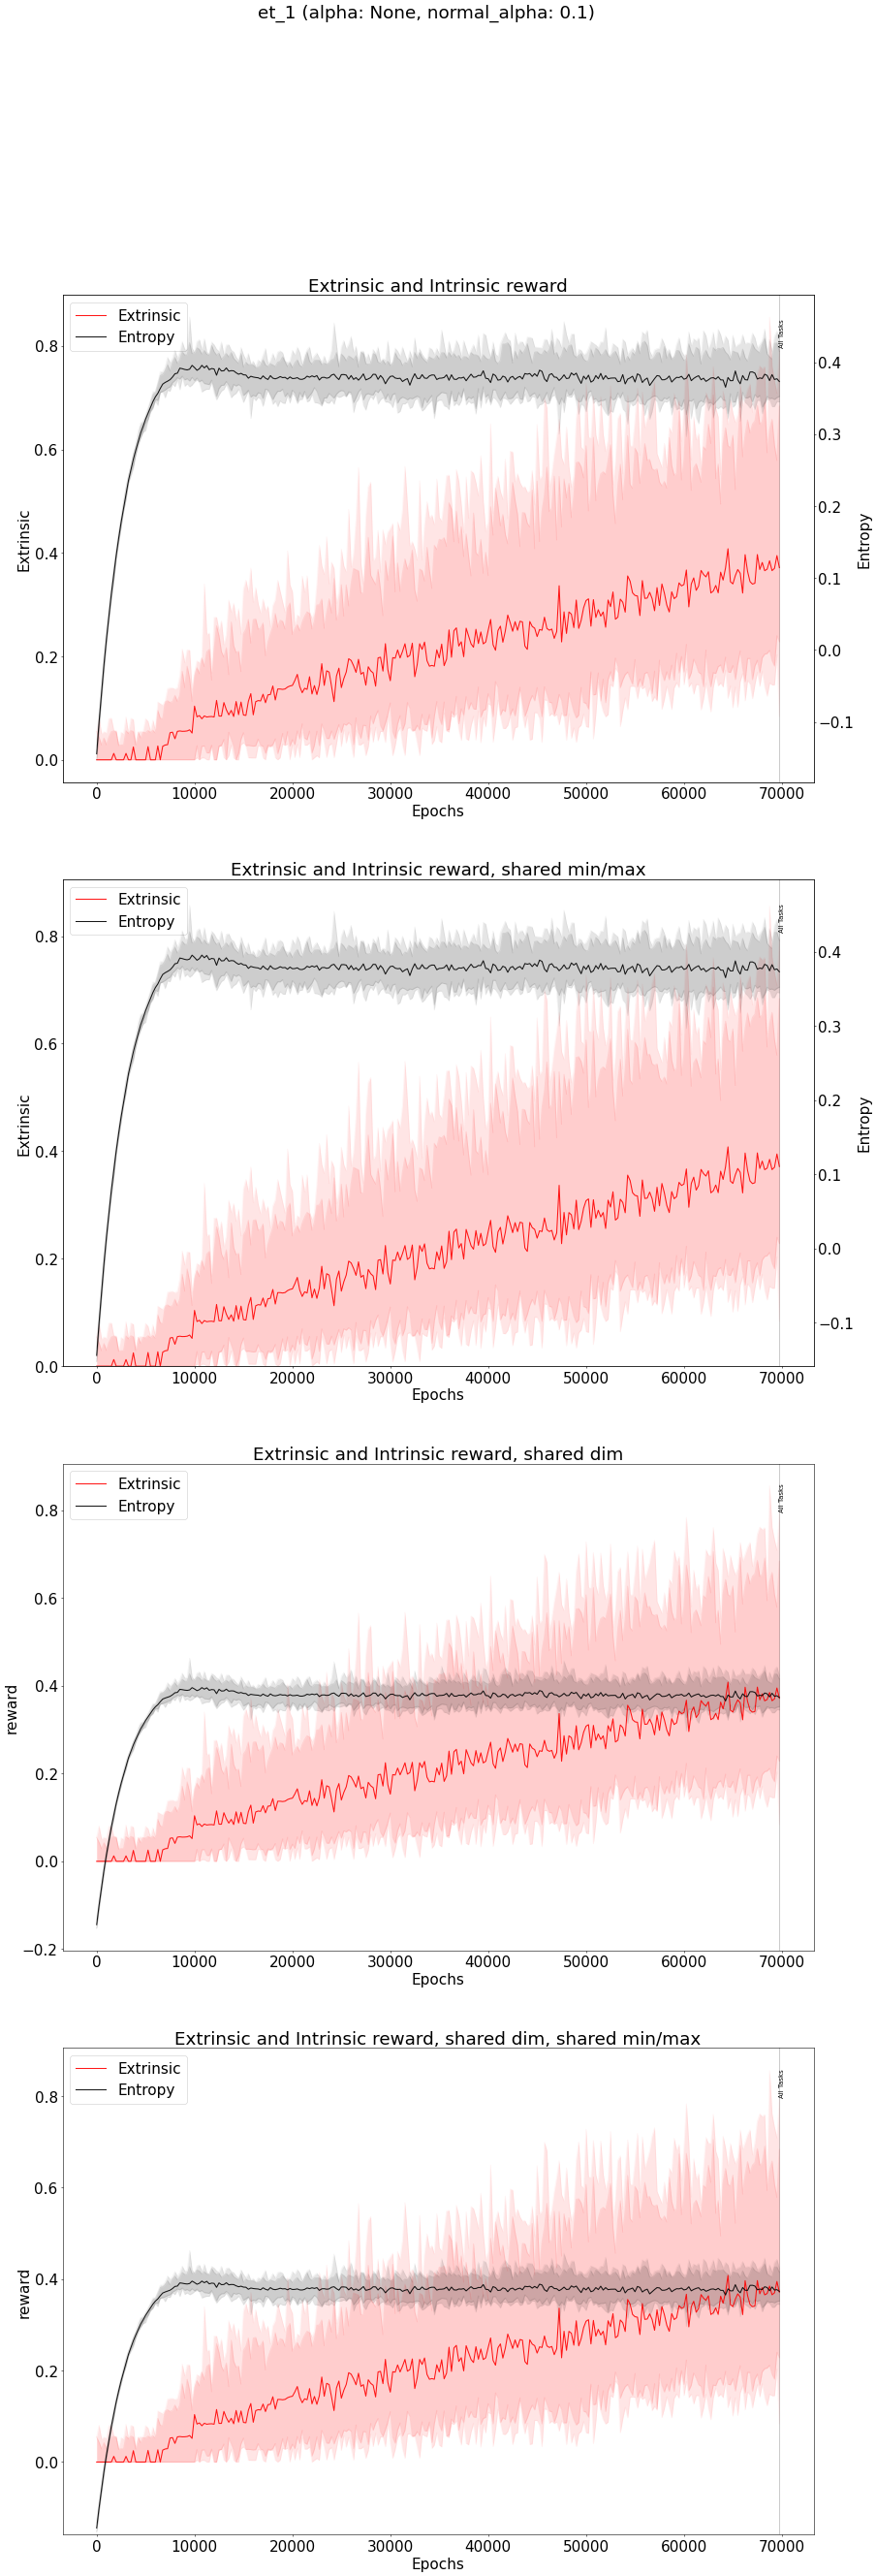 et_1 (alpha: None, normal_alpha: 0.1)
Extrinsic and Intrinsic reward
Extrinsic
Entropy
All Tasks
0.8
0.6
0.4
0.2
0.0
Extrinsic
0.4
0.3
0.2
0.1
0.0
−0.1
Entropy
0 10000 20000 30000 40000 50000 60000 70000
Epochs
Extrinsic and Intrinsic reward, shared min/max
Extrinsic
Entropy
All Tasks
0.8
0.6
0.4
0.2
0.0
Extrinsic
0.4
0.3
0.2
0.1
0.0
−0.1
Entropy
0 10000 20000 30000 40000 50000 60000 70000
Epochs
Extrinsic and Intrinsic reward, shared dim
Extrinsic
Entropy
All Tasks
0.8
0.6
0.4
0.2
0.0
−0.2
reward
0 10000 20000 30000 40000 50000 60000 70000
Epochs
Extrinsic and Intrinsic reward, shared dim, shared min/max
Extrinsic
Entropy
All Tasks
0.8
0.6
0.4
0.2
0.0
reward
0 10000 20000 30000 40000 50000 60000 70000
Epochs